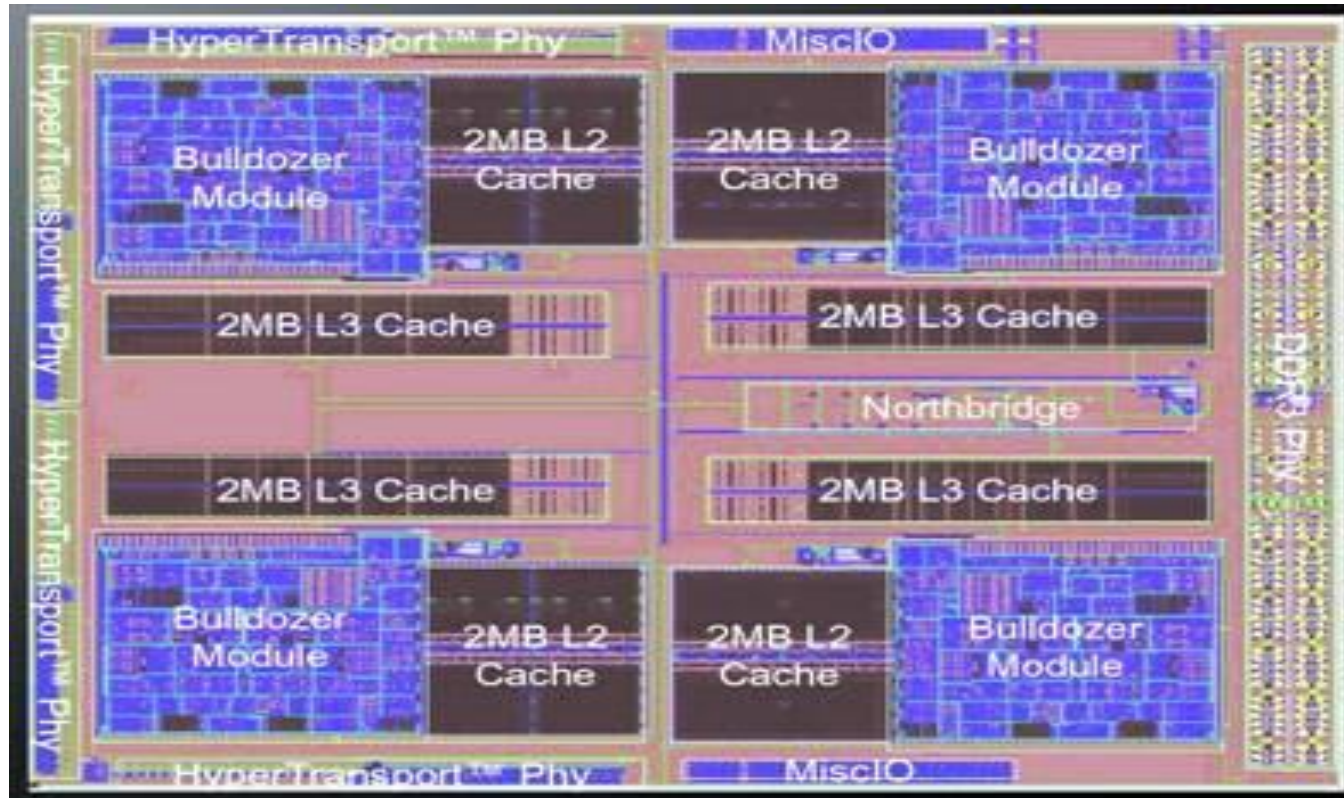 HyperTransport™ Phy
MiscIO
HyperTransport™ Phy
Bulldozer
Module
2MB L2
Cache
2MB L2
Cache
Bulldozer
Module
2MB L3 Cache
2MB L3 Cache
Northbridge
DDR3 Phy
2MB L3 Cache
2MB L3 Cache
HyperTransport™ Phy
Bulldozer
Module
2MB L2
Cache
2MB L2
Cache
Bulldozer
Module
HyperTransport™ Phy
MiscIO